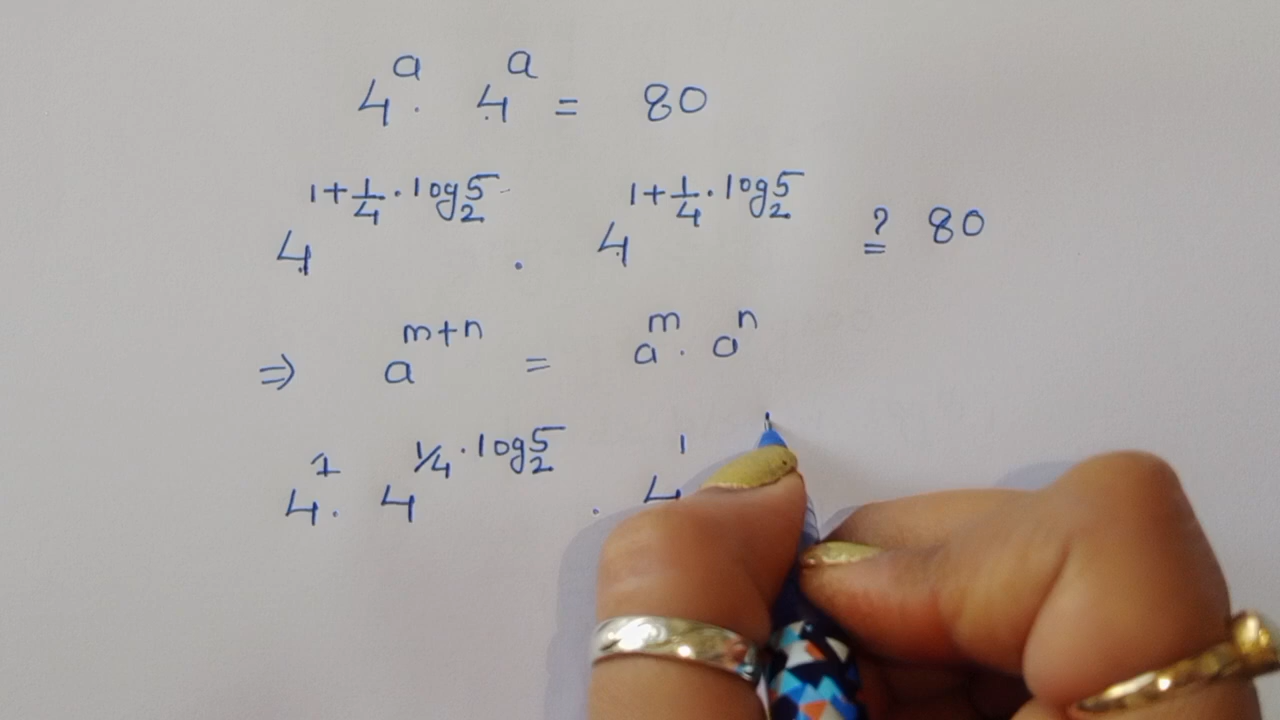 4^a · 4^a = 80
4^(1+1/4·log₂5) · 4^(1+1/4·log₂5) ≟ 80
⇒ a^(m+n) = a^m · a^n
4^1 · 4^(1/4·log₂5) · 4^1